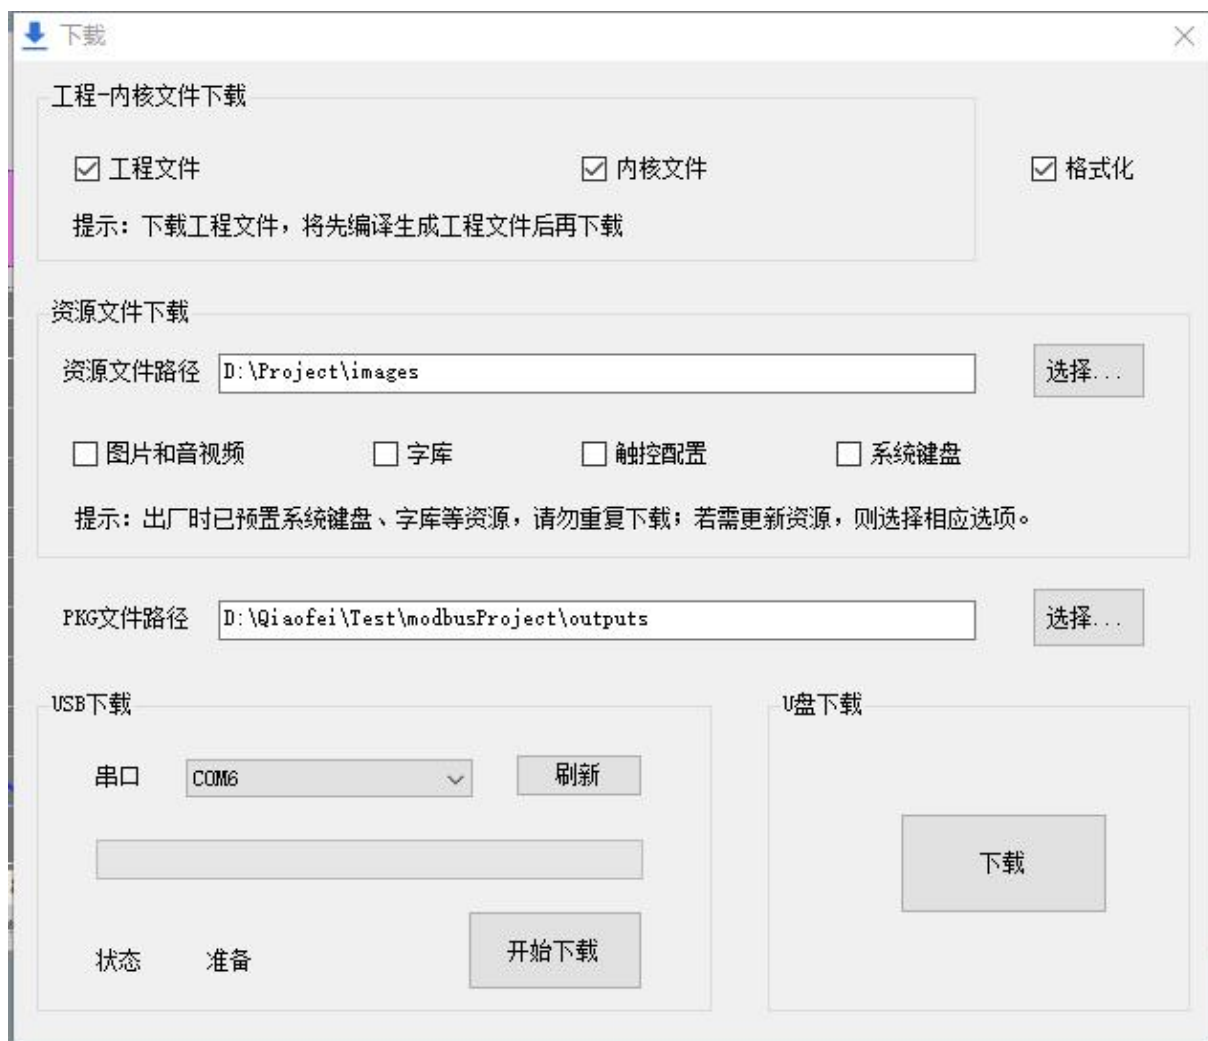 下载
工程-内核文件下载
工程文件 内核文件 格式化
提示：下载工程文件，将先编译生成工程文件后再下载
资源文件下载
资源文件路径 D:\Project\images 选择...
图片和音视频 字库 触控配置 系统键盘
提示：出厂时已预置系统键盘、字库等资源，请勿重复下载；若需更新资源，则选择相应选项。
PKG文件路径 D:\Qiaofei\Test\modbusProject\outputs 选择...
USB下载 U盘下载
串口 COM6 刷新
下载
状态 准备 开始下载